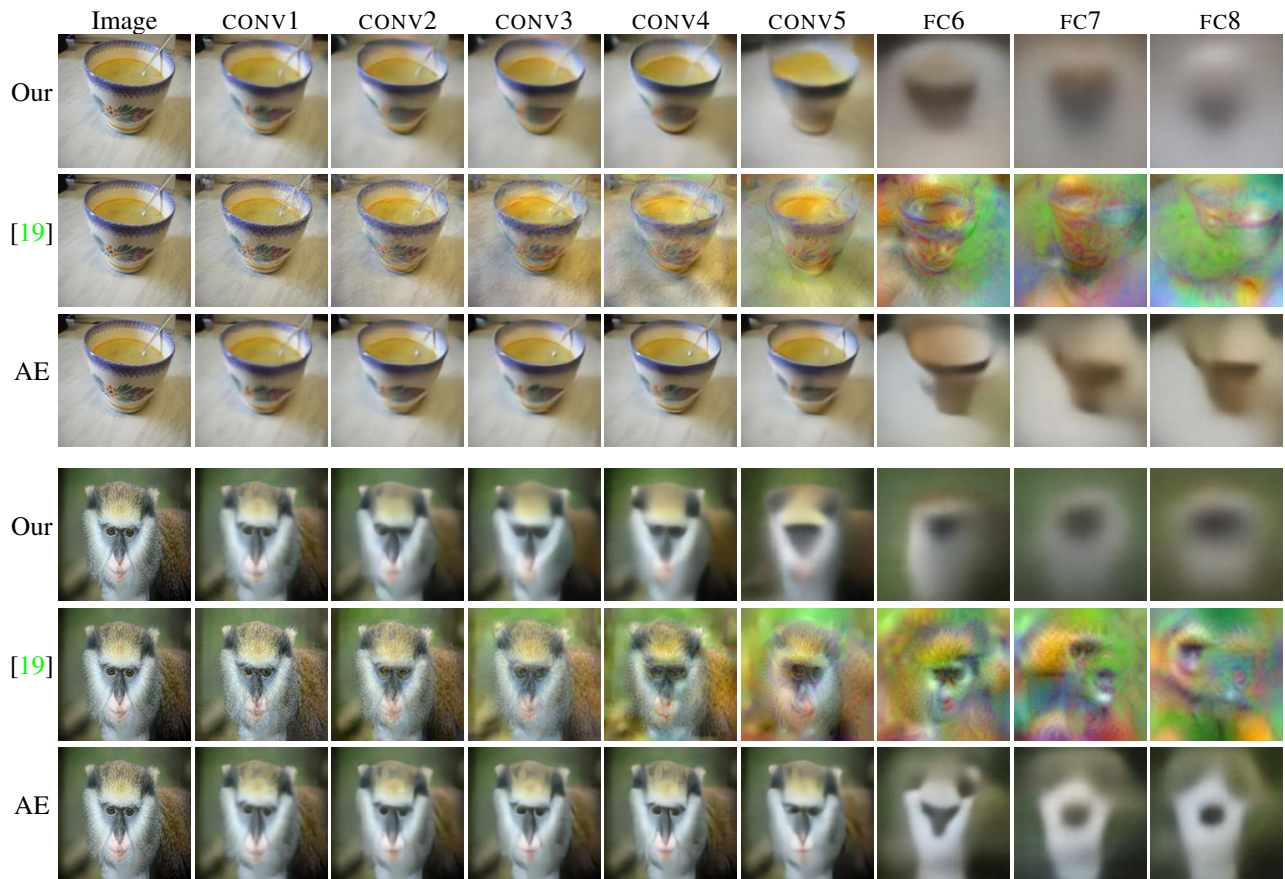 Image CONV1 CONV2 CONV3 CONV4 CONV5 FC6 FC7 FC8
Our
[19]
AE
Our
[19]
AE